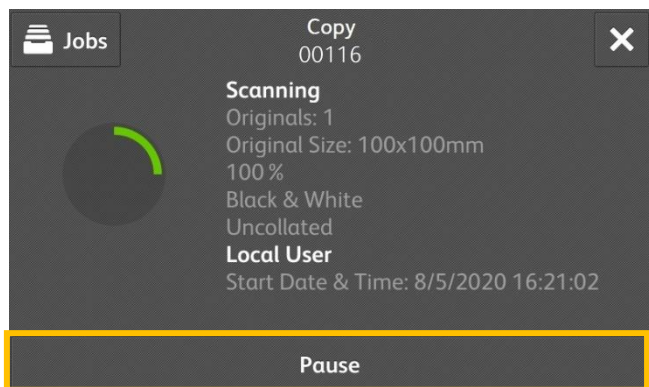 Jobs
Copy
00116
Scanning
Originals: 1
Original Size: 100x100mm
100 %
Black & White
Uncollated
Local User
Start Date & Time: 8/5/2020 16:21:02
Pause